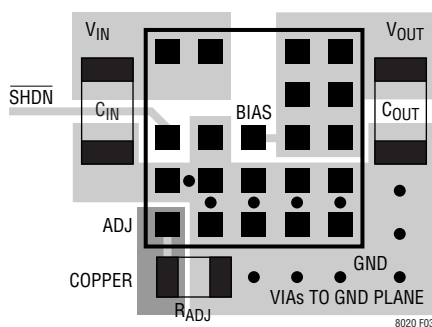 VIN
VOUT
SHDN
CIN
BIAS
COUT
ADJ
GND
COPPER
RADJ
VIAs TO GND PLANE
8020 F03